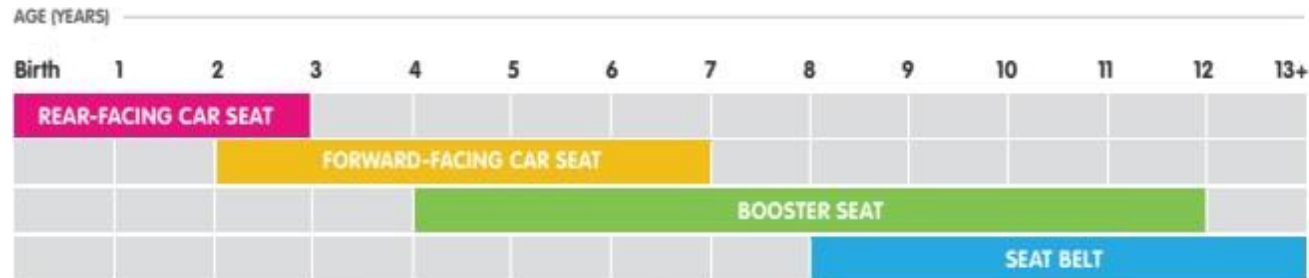 AGE (YEARS)
Birth 1 2 3 4 5 6 7 8 9 10 11 12 13+
REAR-FACING CAR SEAT
FORWARD-FACING CAR SEAT
BOOSTER SEAT
SEAT BELT